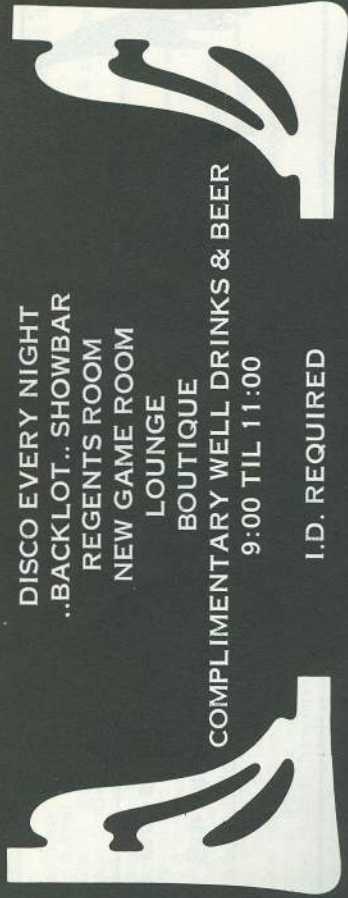 DISCO EVERY NIGHT
..BACKLOT.. SHOWBAR
REGENTS ROOM
NEW GAME ROOM
LOUNGE
BOUTIQUE
COMPLIMENTARY WELL DRINKS & BEER
9:00 TIL 11:00
I.D. REQUIRED